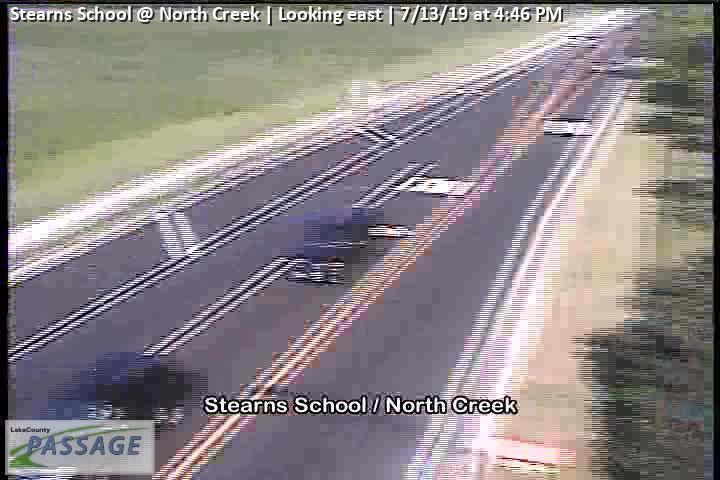 Stearns School @ North Creek | Looking east | 7/13/19 at 4:46 PM
Stearns School / North Creek
LakeCounty
PASSAGE